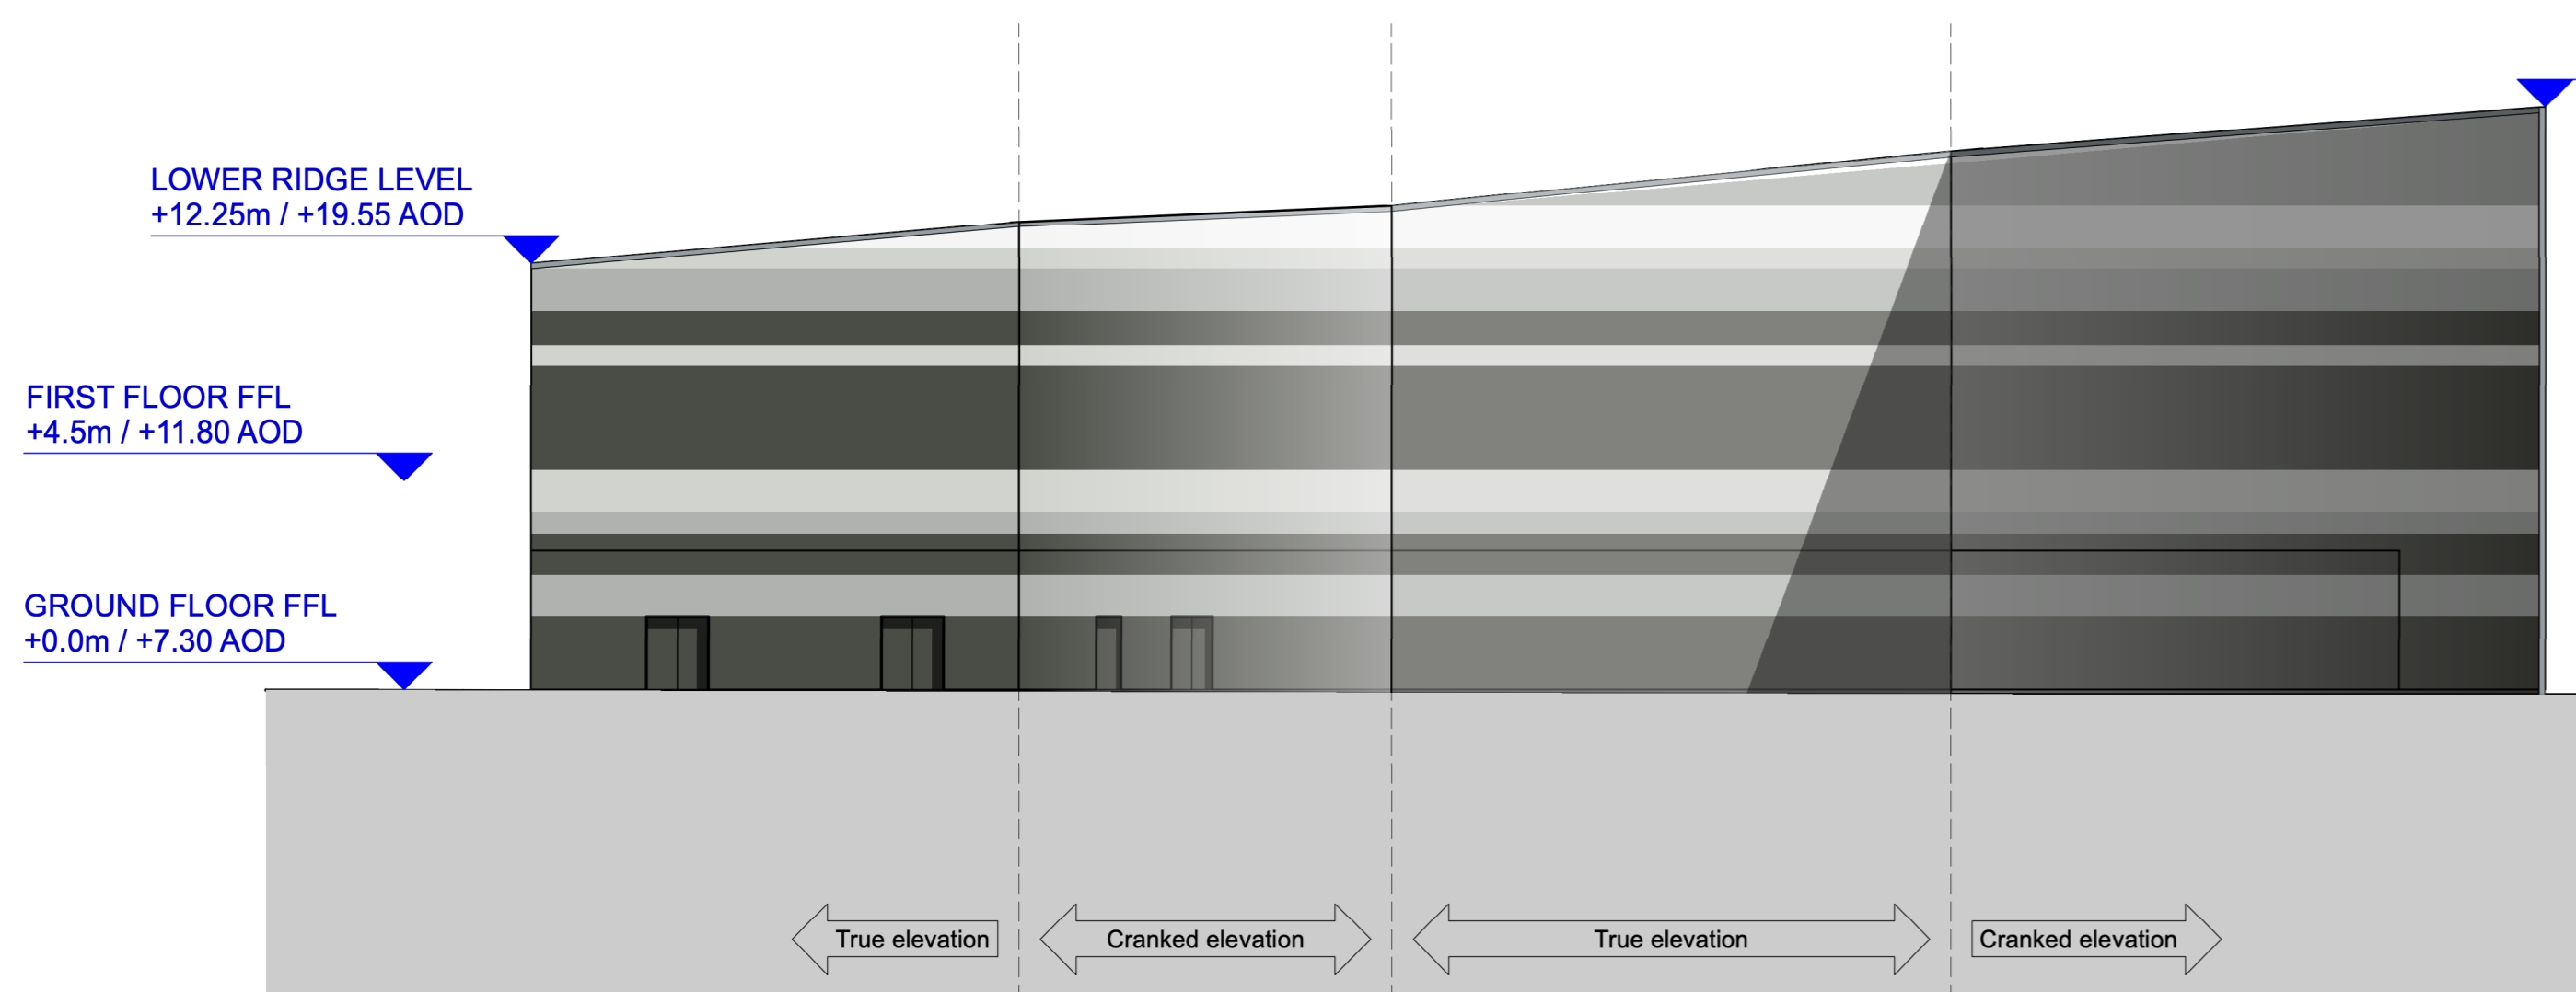 LOWER RIDGE LEVEL
+12.25m / +19.55 AOD
FIRST FLOOR FFL
+4.5m / +11.80 AOD
GROUND FLOOR FFL
+0.0m / +7.30 AOD
True elevation
Cranked elevation
True elevation
Cranked elevation